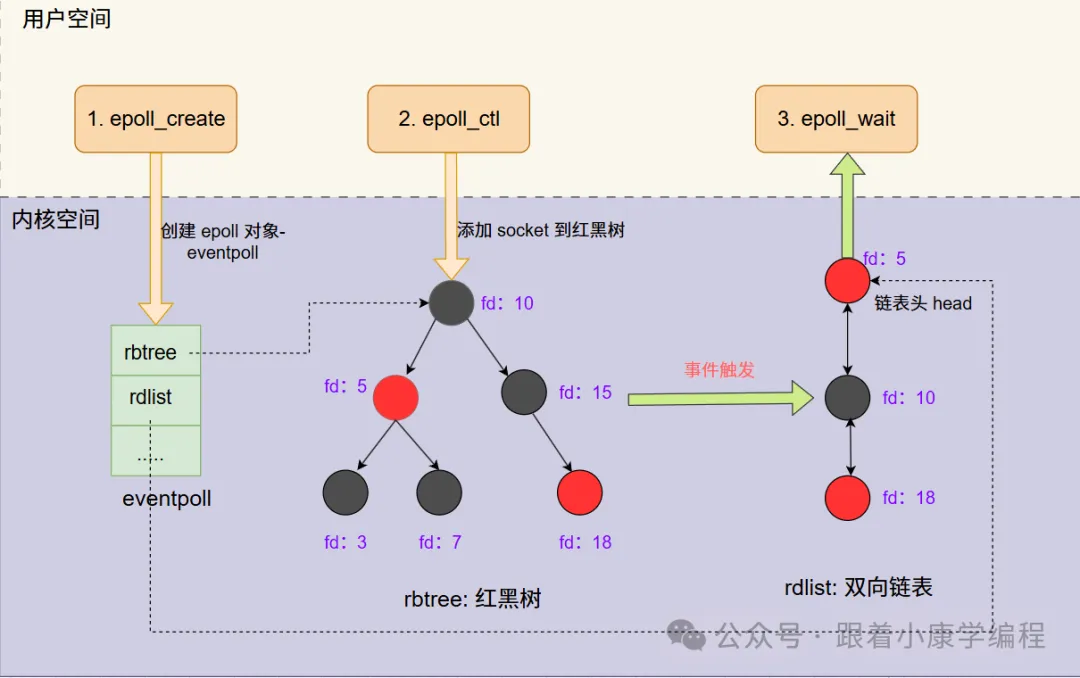 用户空间
1. epoll_create
2. epoll_ctl
3. epoll_wait
内核空间
创建 epoll 对象-
eventpoll
添加 socket 到红黑树
fd：5
链表头 head
fd：10
rbtree
rdlist
.....
eventpoll
fd：5
fd：15
事件触发
fd：10
fd：3
fd：7
fd：18
fd：18
rbtree: 红黑树
rdlist: 双向链表
公众号 · 跟着小康学编程